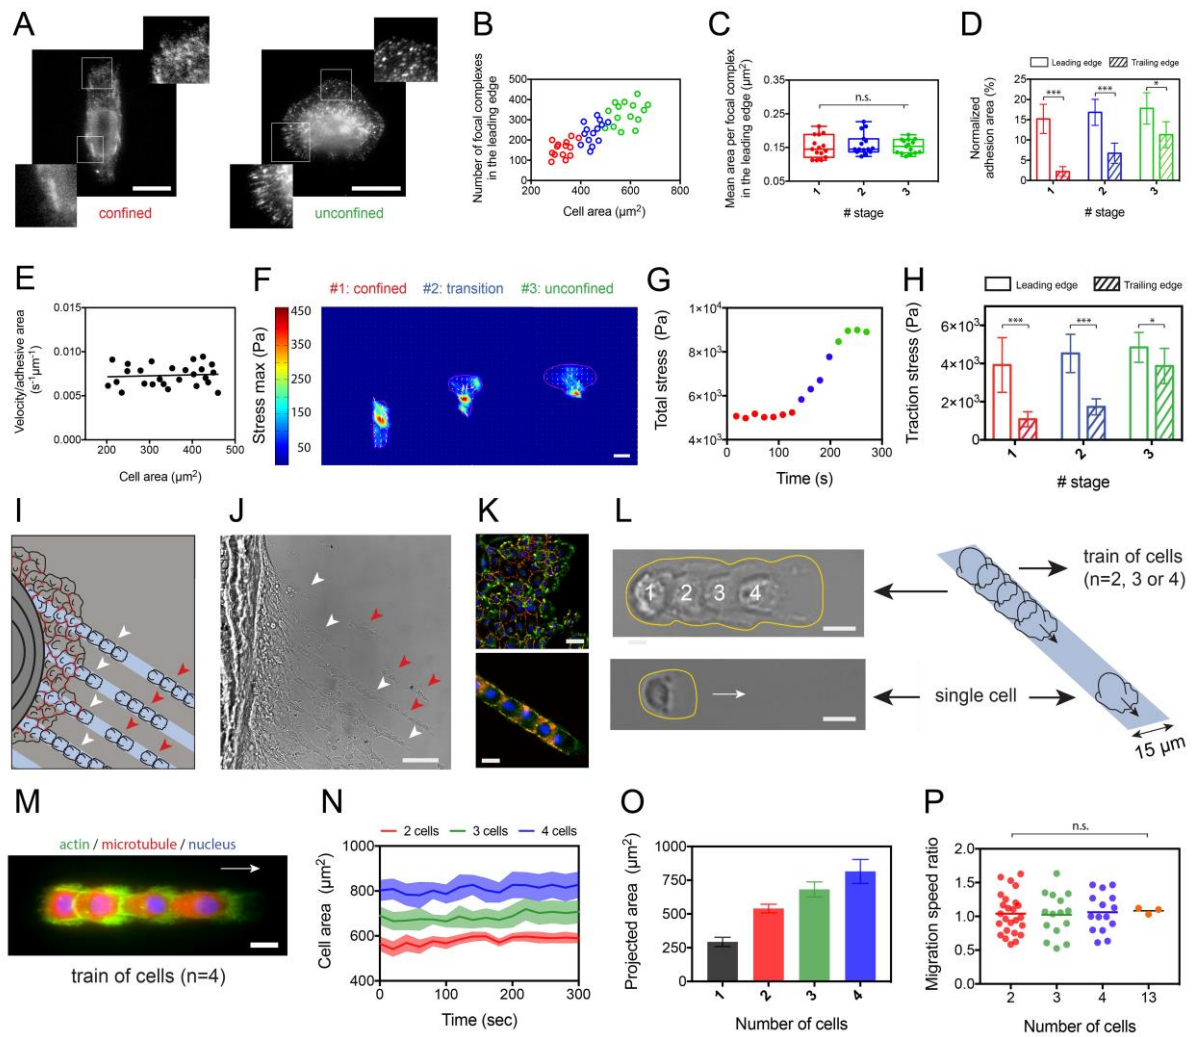 A
confined
unconfined
B
Number of focal complexes
in the leading edge
500
400
300
200
100
0
200
400
600
800
Cell area (μm²)
C
Mean area per focal complex
in the leading edge (μm²)
0.35
0.25
0.15
0.05
n.s.
1
2
3
# stage
D
Leading edge
Trailing edge
Normalized
adhesion area (%)
25
20
15
10
5
0
***
***
*
1
2
3
# stage
E
Velocity/adhesive area
(s⁻¹μm⁻¹)
0.015
0.010
0.005
0.000
100
200
300
400
500
Cell area (μm²)
F
#1: confined
#2: transition
#3: unconfined
Stress max (Pa)
450
350
250
150
50
G
Total stress (Pa)
1×10⁴
8×10³
6×10³
4×10³
0
100
200
300
Time (s)
H
Leading edge
Trailing edge
Traction stress (Pa)
6×10³
4×10³
2×10³
0
***
***
*
1
2
3
# stage
I
J
K
L
1 2 3 4
train of cells
(n=2, 3 or 4)
single cell
15 μm
M
actin / microtubule / nucleus
train of cells (n=4)
N
2 cells
3 cells
4 cells
Cell area (μm²)
1000
800
600
400
0
100
200
300
Time (sec)
O
Projected area (μm²)
1000
750
500
250
0
1
2
3
4
Number of cells
P
n.s.
Migration speed ratio
2.0
1.5
1.0
0.5
0.0
2
3
4
13
Number of cells